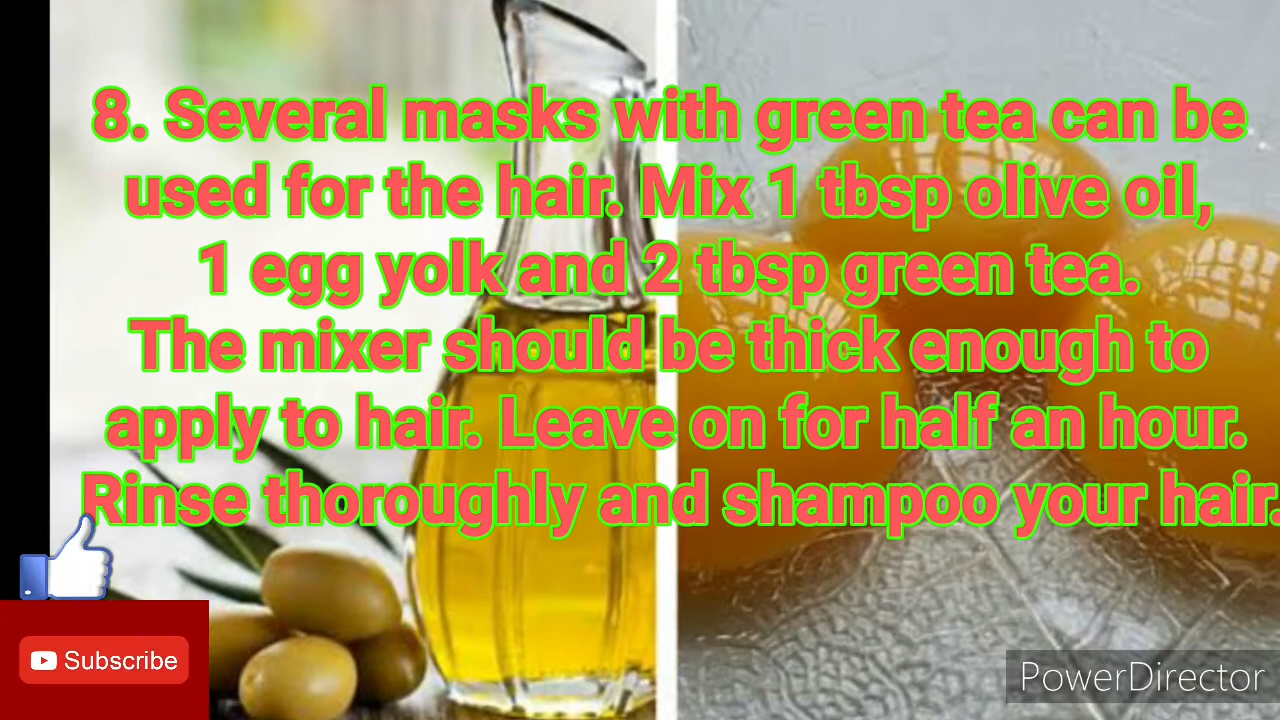 8. Several masks with green tea can be
used for the hair. Mix 1 tbsp olive oil,
1 egg yolk and 2 tbsp green tea.
The mixer should be thick enough to
apply to hair. Leave on for half an hour.
Rinse thoroughly and shampoo your hair.
Subscribe
PowerDirector